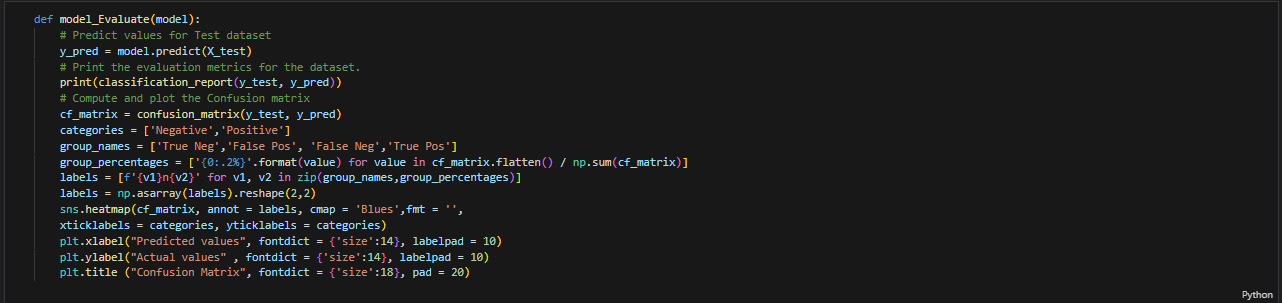 def model_Evaluate(model):
    # Predict values for Test dataset
    y_pred = model.predict(X_test)
    # Print the evaluation metrics for the dataset.
    print(classification_report(y_test, y_pred))
    # Compute and plot the Confusion matrix
    cf_matrix = confusion_matrix(y_test, y_pred)
    categories = ['Negative','Positive']
    group_names = ['True Neg','False Pos', 'False Neg','True Pos']
    group_percentages = ['{0:.2%}'.format(value) for value in cf_matrix.flatten() / np.sum(cf_matrix)]
    labels = [f'{v1}n{v2}' for v1, v2 in zip(group_names,group_percentages)]
    labels = np.asarray(labels).reshape(2,2)
    sns.heatmap(cf_matrix, annot = labels, cmap = 'Blues',fmt = '',
    xticklabels = categories, yticklabels = categories)
    plt.xlabel("Predicted values", fontdict = {'size':14}, labelpad = 10)
    plt.ylabel("Actual values" , fontdict = {'size':14}, labelpad = 10)
    plt.title ("Confusion Matrix", fontdict = {'size':18}, pad = 20)
Python